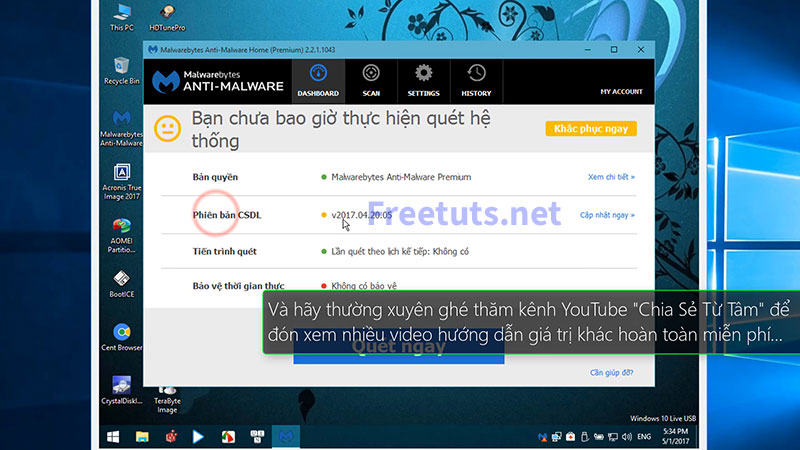 This PC
HDTunePro
Malwarebytes Anti-Malware Home (Premium) 2.2.1.1043
Malwarebytes
ANTI-MALWARE
DASHBOARD
SCAN
SETTINGS
HISTORY
MY ACCOUNT
Recycle Bin
Bạn chưa bao giờ thực hiện quét hệ
thống
Khắc phục ngay
Malwarebytes
Anti-Malware
Bản quyền
Malwarebytes Anti-Malware Premium
Xem chi tiết »
Acronis True
Image 2017
Phiên bản CSDL
v2017.04.20.05
Cập nhật ngay »
Freetuts.net
AOMEI
Partitio...
Tiến trình quét
Lần quét theo lịch kế tiếp: Không có
Bảo vệ thời gian thực
Không có bảo vệ
BootICE
Và hãy thường xuyên ghé thăm kênh YouTube "Chia Sẻ Từ Tâm" để
đón xem nhiều video hướng dẫn giá trị khác hoàn toàn miễn phí...
Quét ngay
Cent Browser
Cần giúp đỡ?
CrystalDiskI...
TeraByte
Image
Windows 10 Live USB
ENG
5:34 PM
5/1/2017